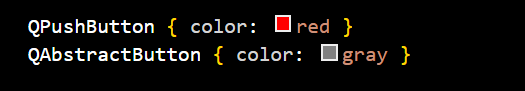 QPushButton { color: red }
QAbstractButton { color: gray }